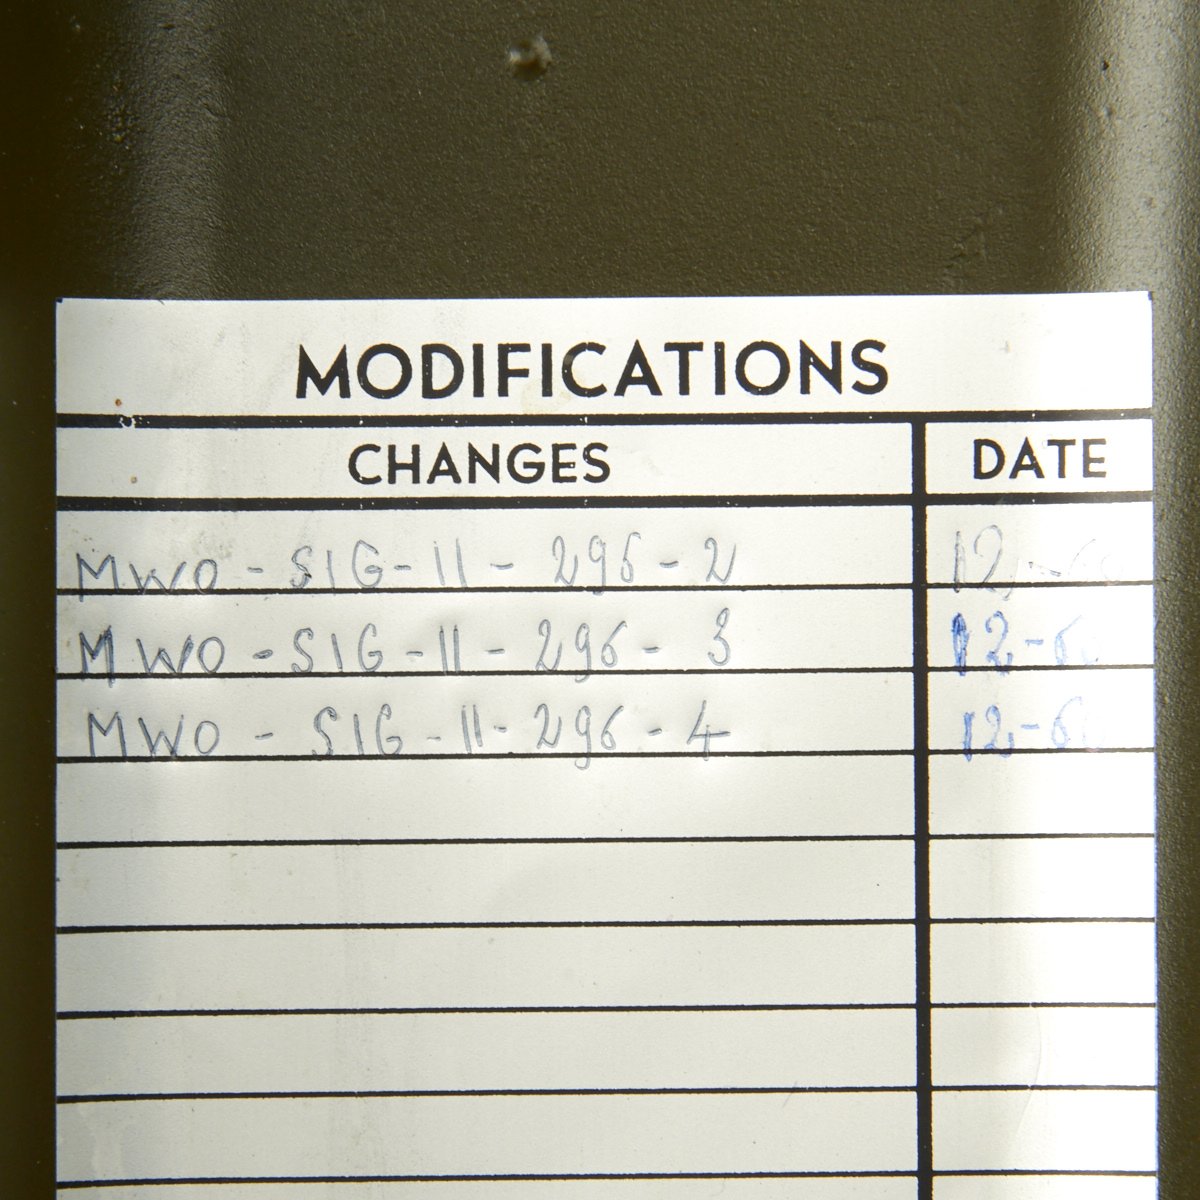 MODIFICATIONS
CHANGES DATE
MWO - SIG - 11 - 296 - 2
MWO - SIG - 11 - 296 - 3
MWO - SIG - 11 - 296 - 4